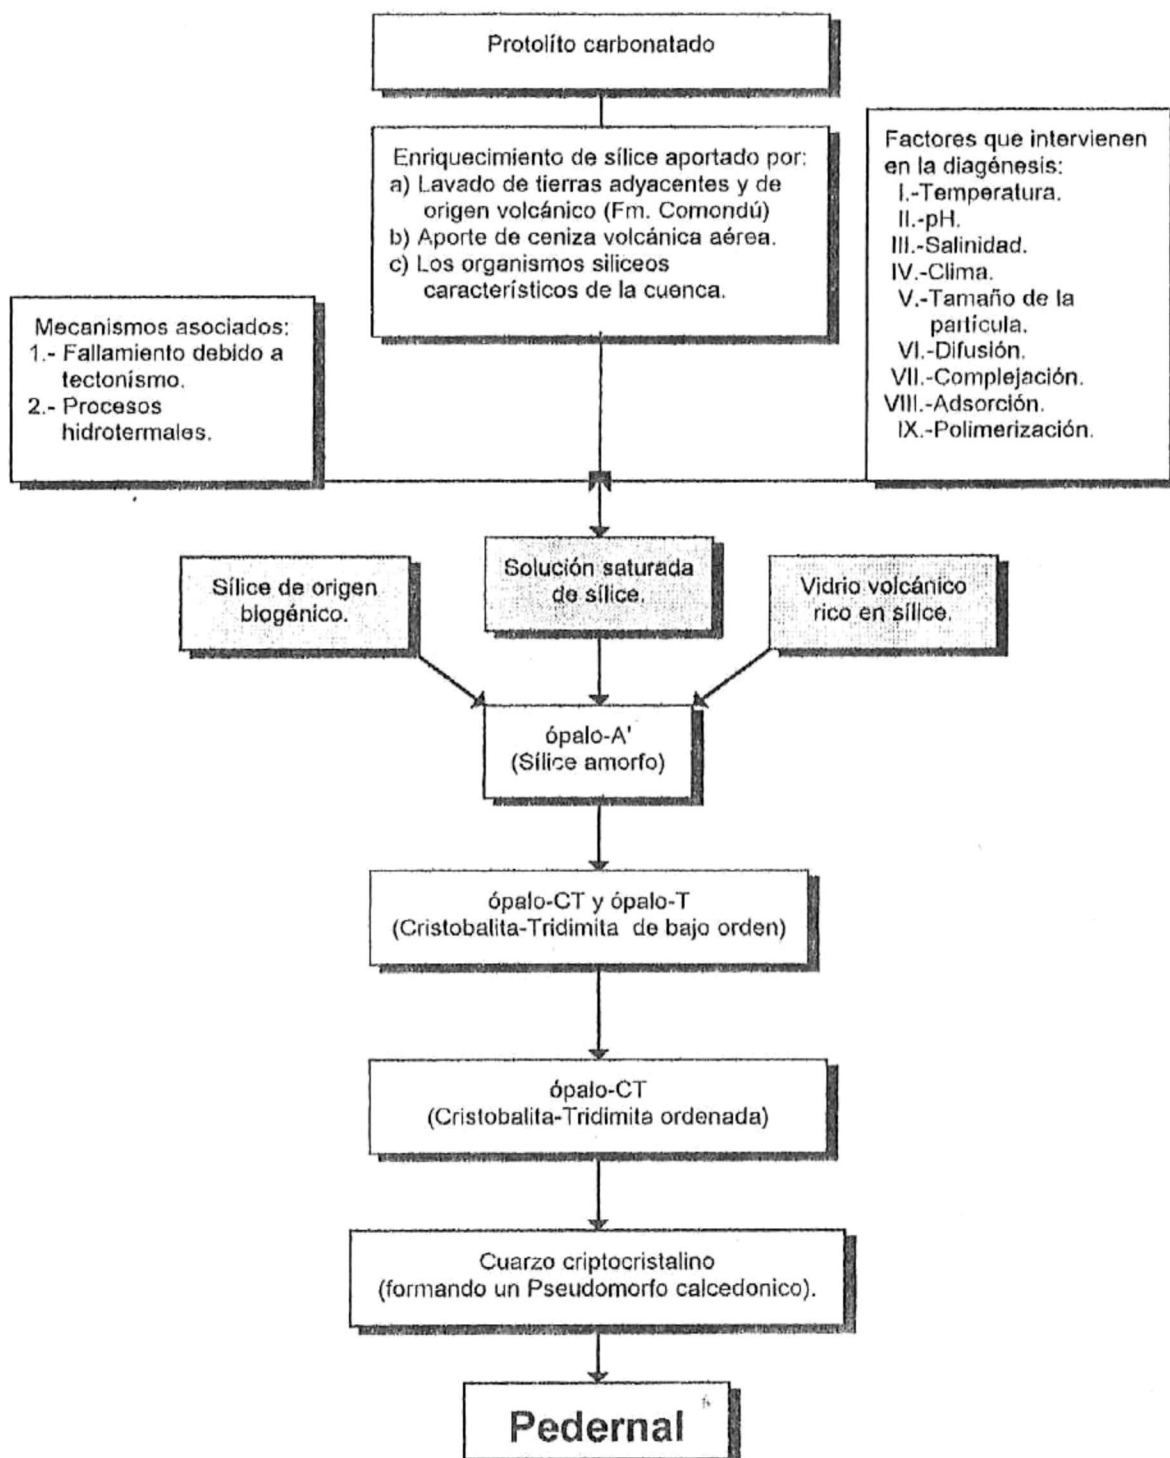 Protolíto carbonatado
Enriquecimiento de sílice aportado por:
a) Lavado de tierras adyacentes y de
origen volcánico (Fm. Comondú)
b) Aporte de ceniza volcánica aérea.
c) Los organismos siliceos
característicos de la cuenca.
Factores que intervienen
en la diagénesis:
I.-Temperatura.
II.-pH.
III.-Salinidad.
IV.-Clima.
V.-Tamaño de la
partícula.
VI.-Difusión.
VII.-Complejación.
VIII.-Adsorción.
IX.-Polimerización.
Mecanismos asociados:
1.- Fallamiento debido a
tectonísmo.
2.- Procesos
hidrotermales.
Sílice de origen
biogénico.
Solución saturada
de sílice.
Vidrio volcánico
rico en sílice.
ópalo-A'
(Sílice amorfo)
ópalo-CT y ópalo-T
(Cristobalita-Tridimita de bajo orden)
ópalo-CT
(Cristobalita-Tridimita ordenada)
Cuarzo criptocristalino
(formando un Pseudomorfo calcedonico).
Pedernal